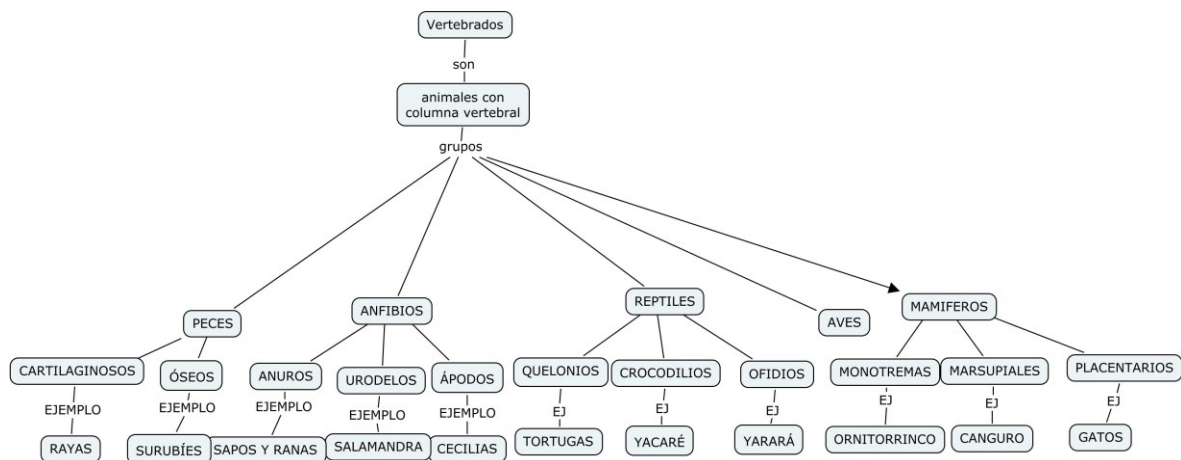 Vertebrados
son
animales con
columna vertebral
grupos
PECES
ANFIBIOS
REPTILES
AVES
MAMIFEROS
CARTILAGINOSOS
ÓSEOS
ANUROS
URODELOS
ÁPODOS
QUELONIOS
CROCODILIOS
OFIDIOS
MONOTREMAS
MARSUPIALES
PLACENTARIOS
EJEMPLO
EJEMPLO
EJEMPLO
EJEMPLO
EJEMPLO
EJ
EJ
EJ
EJ
EJ
EJ
RAYAS
SURUBÍES
SAPOS Y RANAS
SALAMANDRA
CECILIAS
TORTUGAS
YACARÉ
YARARÁ
ORNITORRINCO
CANGURO
GATOS